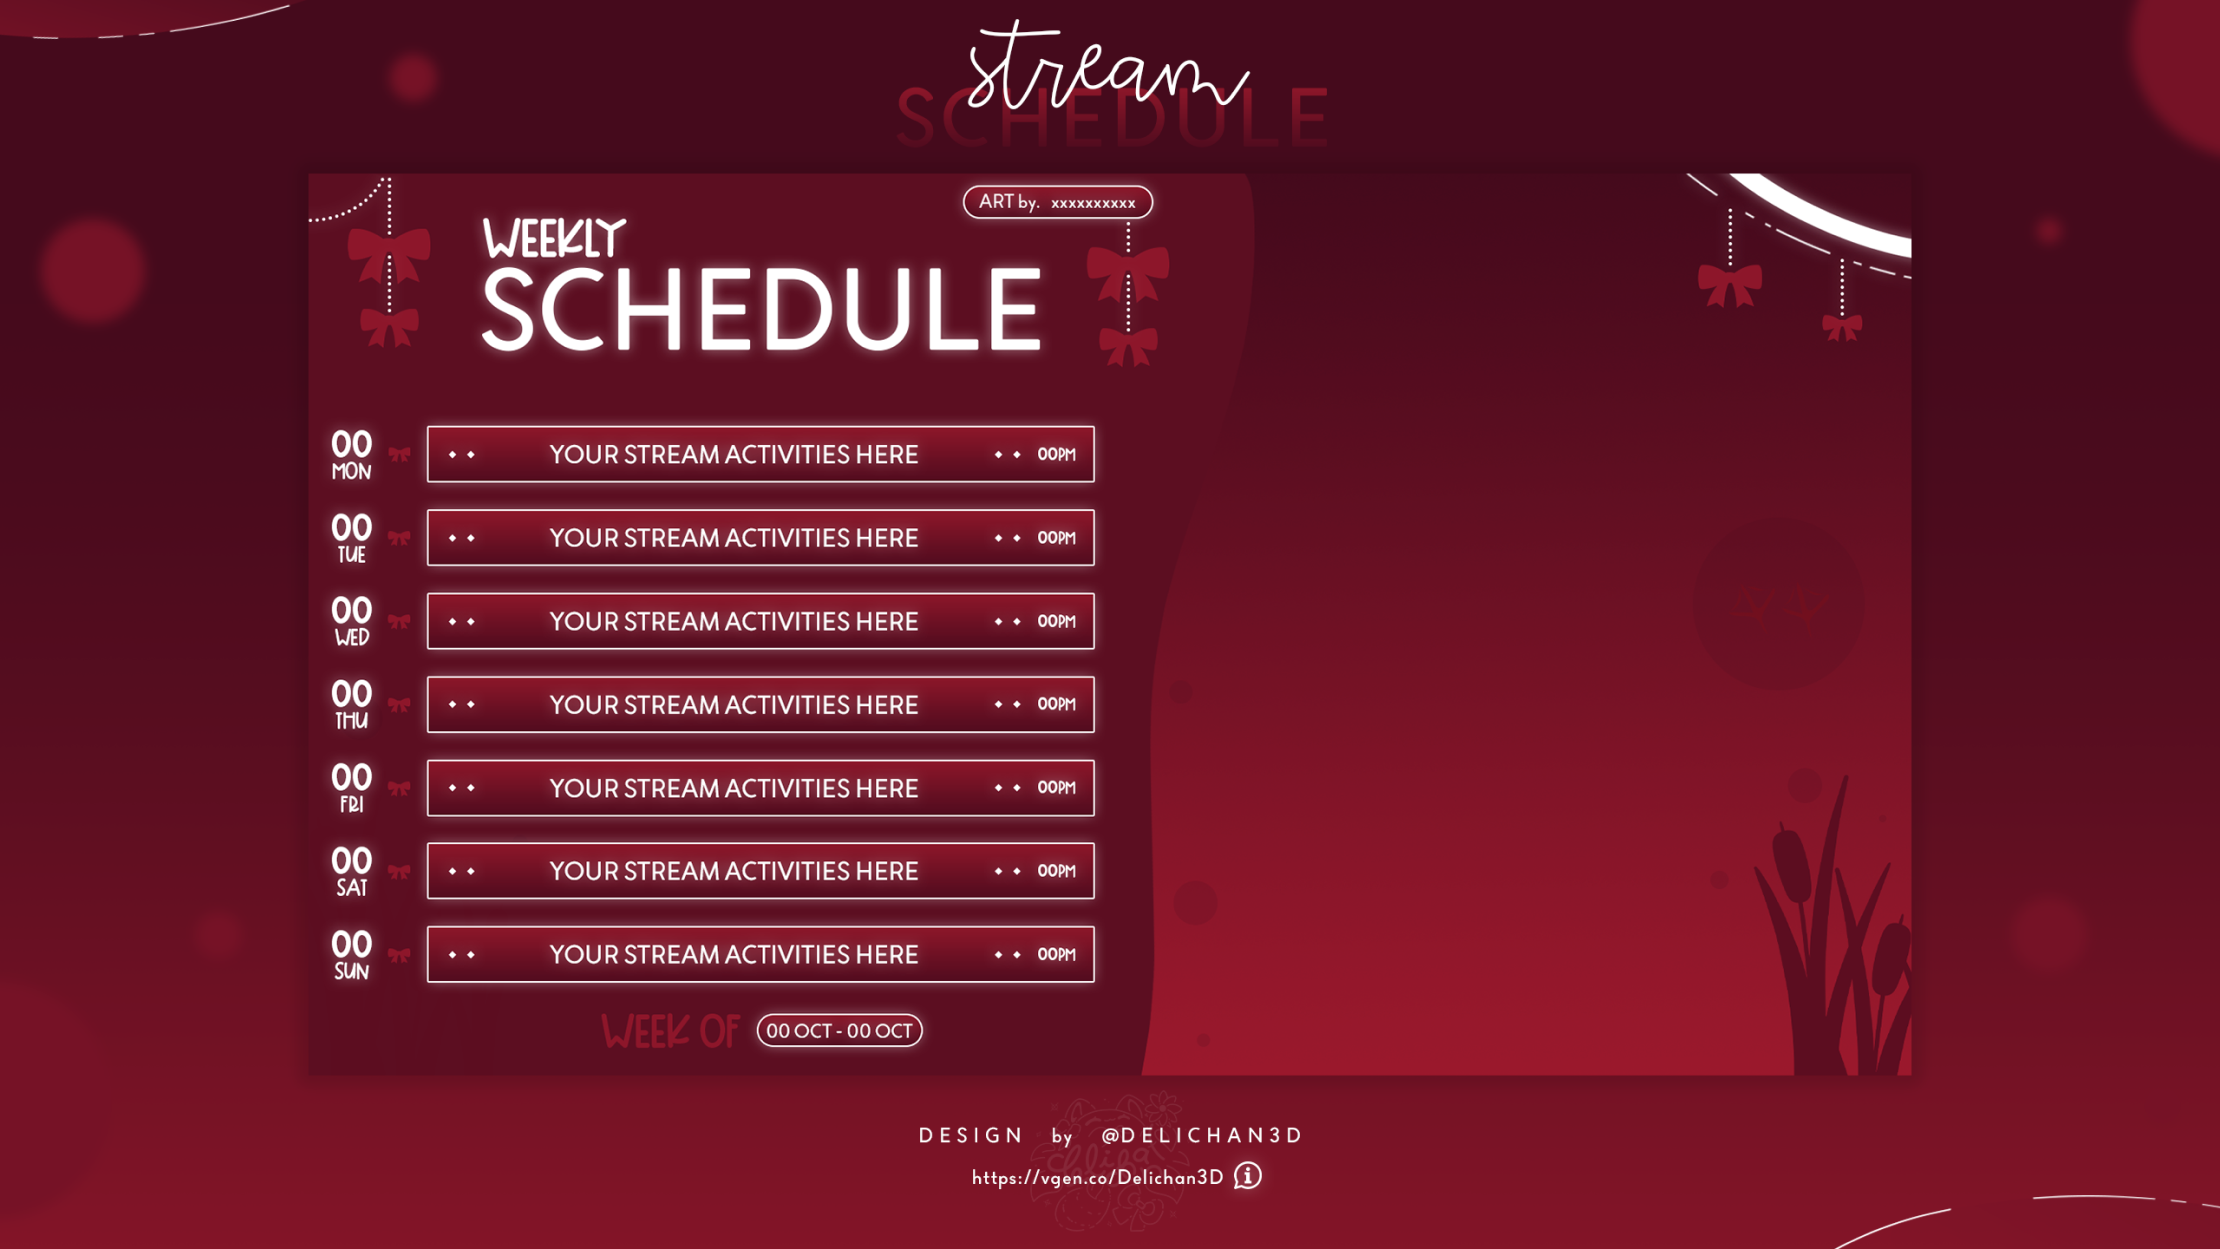 stream
SCHEDULE
ART by. xxxxxxxxxx
WEEKLY
SCHEDULE
00
MON
YOUR STREAM ACTIVITIES HERE
00PM
00
TUE
YOUR STREAM ACTIVITIES HERE
00PM
00
WED
YOUR STREAM ACTIVITIES HERE
00PM
00
THU
YOUR STREAM ACTIVITIES HERE
00PM
00
FRI
YOUR STREAM ACTIVITIES HERE
00PM
00
SAT
YOUR STREAM ACTIVITIES HERE
00PM
00
SUN
YOUR STREAM ACTIVITIES HERE
00PM
WEEK OF 00 OCT - 00 OCT
DESIGN by @DELICHAN3D
https://vgen.co/Delichan3D